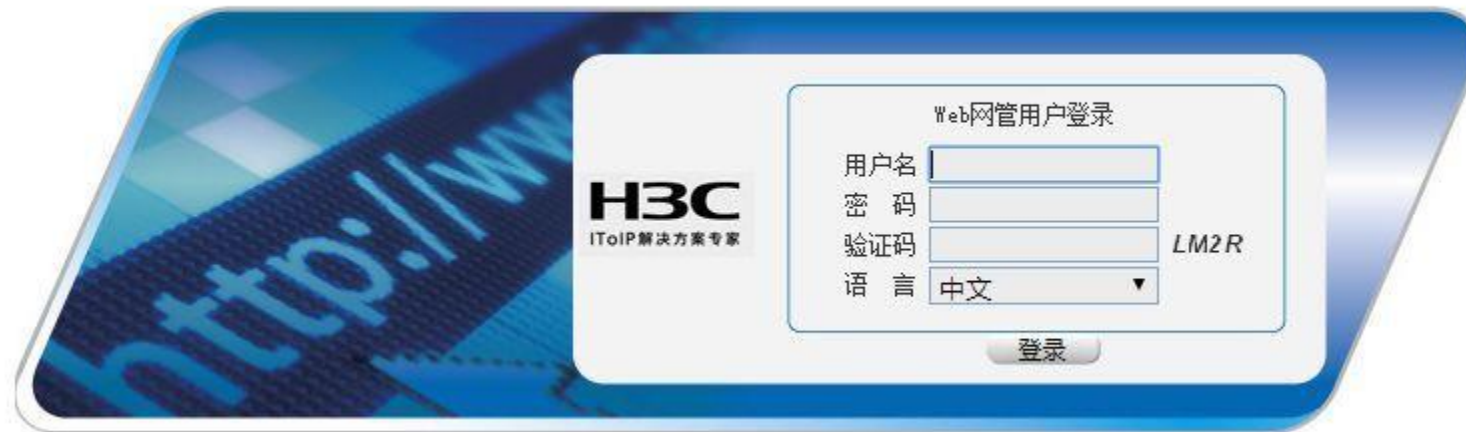 http://ww
Web网管用户登录
H3C
IToIP解决方案专家
用户名
密 码
验证码 LM2R
语 言 中文
登录